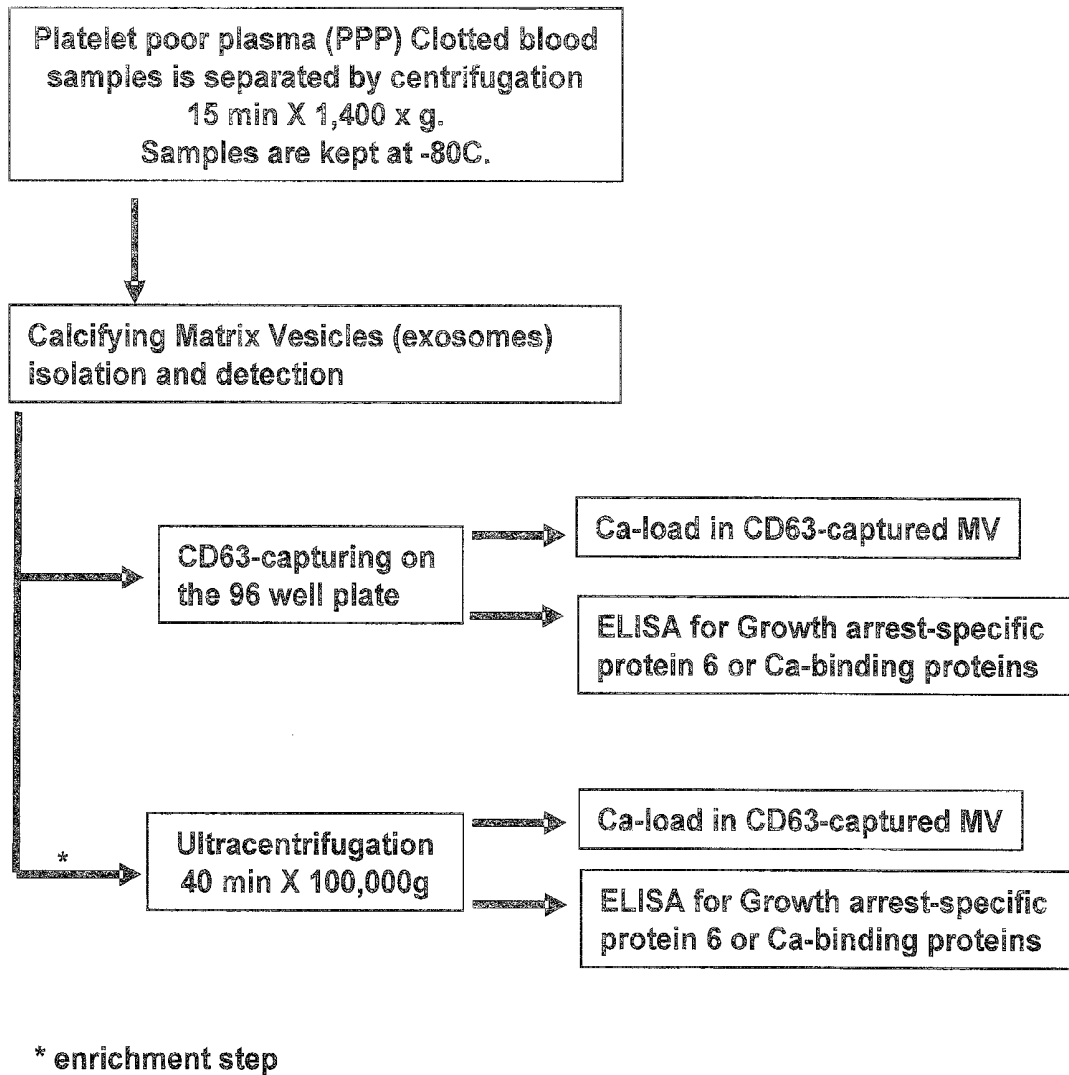 Platelet poor plasma (PPP) Clotted blood
samples is separated by centrifugation
15 min X 1,400 x g.
Samples are kept at -80C.
Calcifying Matrix Vesicles (exosomes)
isolation and detection
CD63-capturing on
the 96 well plate
Ca-load in CD63-captured MV
ELISA for Growth arrest-specific
protein 6 or Ca-binding proteins
*
Ultracentrifugation
40 min X 100,000g
Ca-load in CD63-captured MV
ELISA for Growth arrest-specific
protein 6 or Ca-binding proteins
* enrichment step